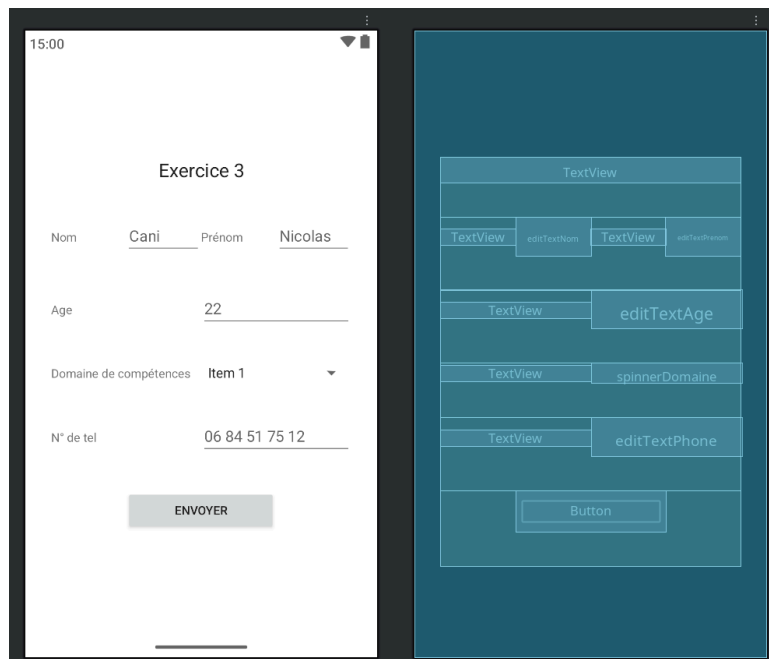 15:00
Exercice 3
Nom Cani Prénom Nicolas
Age 22
Domaine de compétences Item 1
N° de tel 06 84 51 75 12
ENVOYER
TextView
TextView editTextNom TextView editTextPrenom
TextView editTextAge
TextView spinnerDomaine
TextView editTextPhone
Button